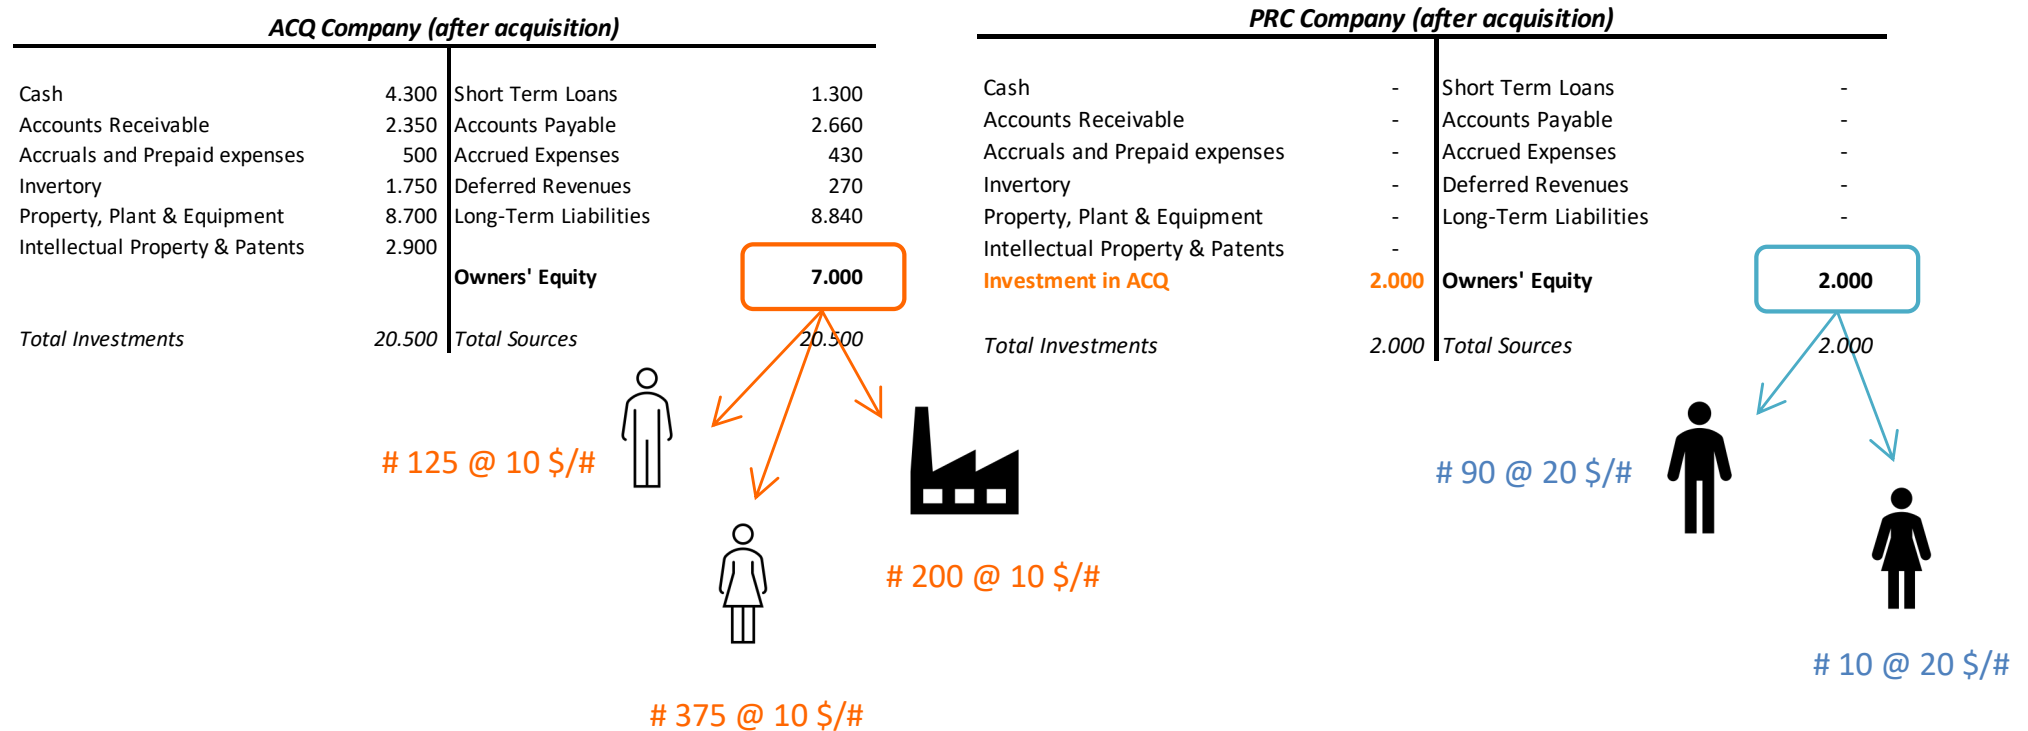 ACQ Company (after acquisition)
Cash 4.300 Short Term Loans 1.300
Accounts Receivable 2.350 Accounts Payable 2.660
Accruals and Prepaid expenses 500 Accrued Expenses 430
Invertory 1.750 Deferred Revenues 270
Property, Plant & Equipment 8.700 Long-Term Liabilities 8.840
Intellectual Property & Patents 2.900
Owners' Equity 7.000
Total Investments 20.500 Total Sources 20.500
# 125 @ 10 $/#
# 200 @ 10 $/#
# 375 @ 10 $/#
PRC Company (after acquisition)
Cash - Short Term Loans -
Accounts Receivable - Accounts Payable -
Accruals and Prepaid expenses - Accrued Expenses -
Invertory - Deferred Revenues -
Property, Plant & Equipment - Long-Term Liabilities -
Intellectual Property & Patents -
Investment in ACQ 2.000 Owners' Equity 2.000
Total Investments 2.000 Total Sources 2.000
# 90 @ 20 $/#
# 10 @ 20 $/#